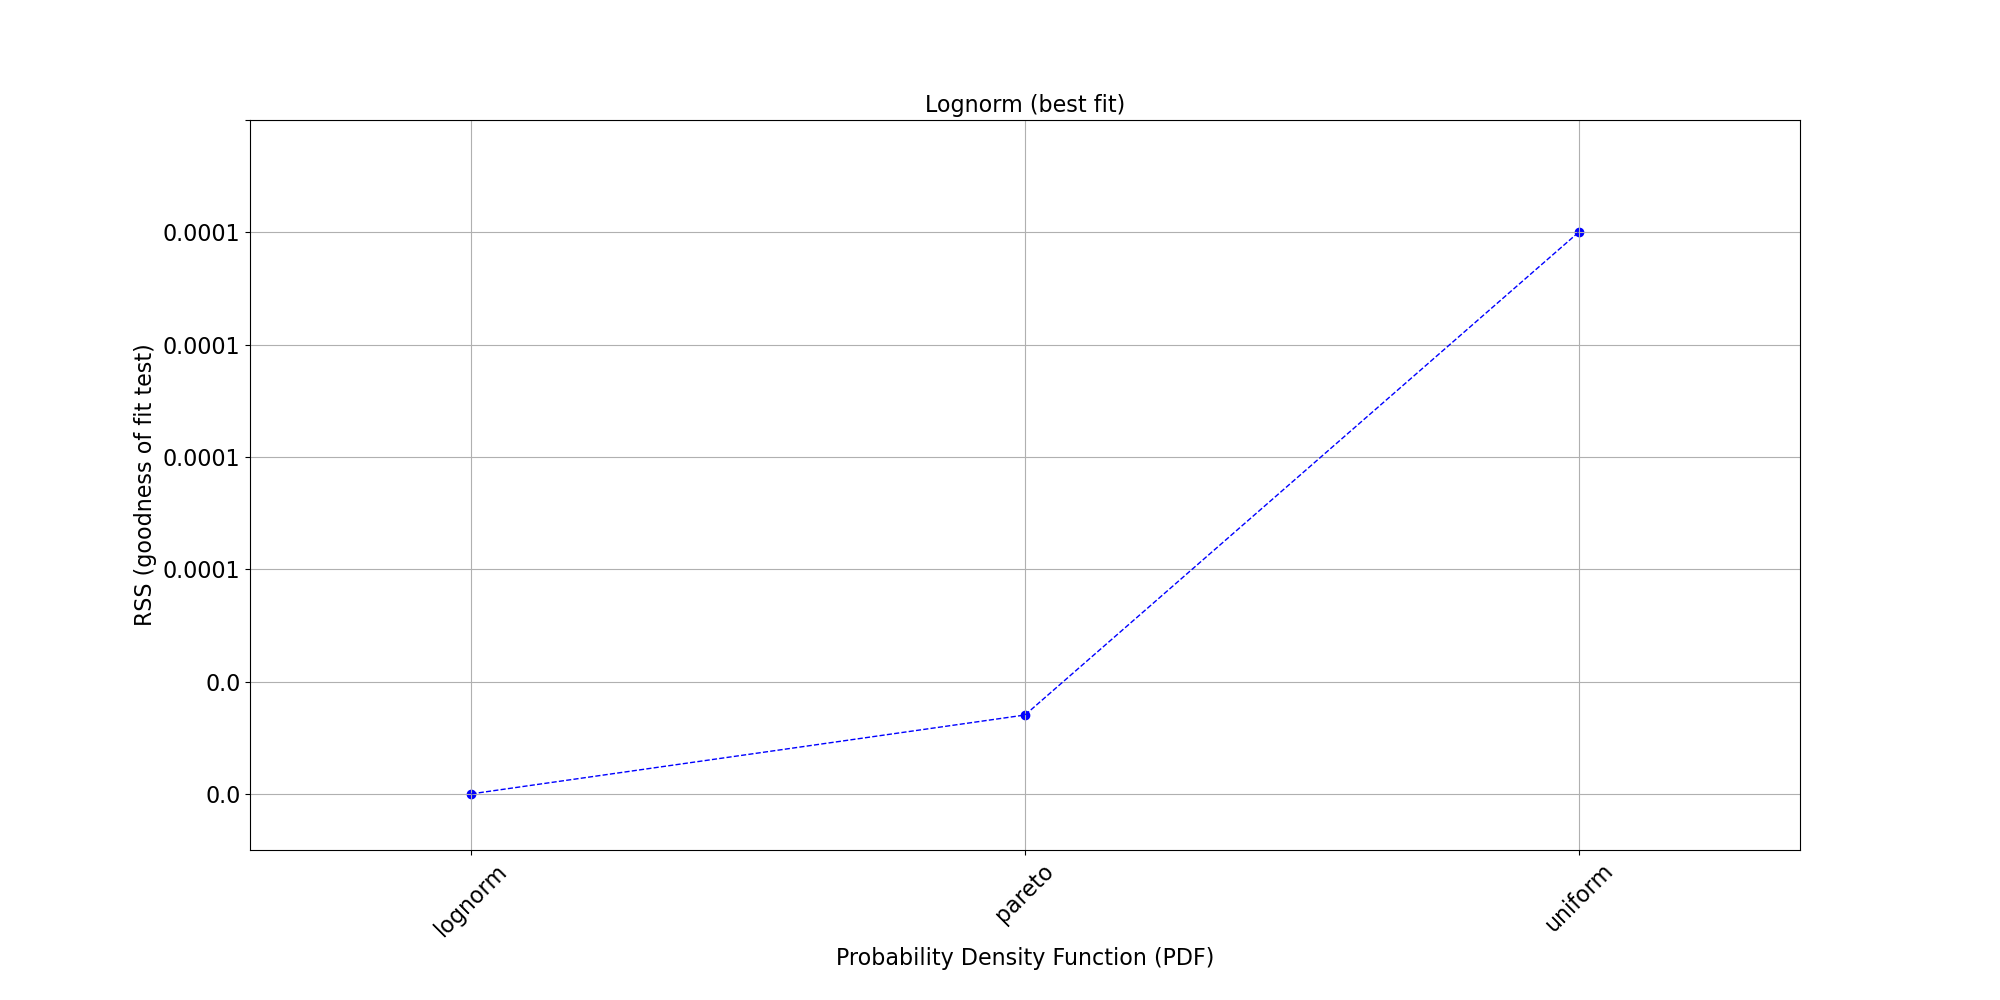 Lognorm (best fit)
0.0001
0.0001
0.0001
0.0001
0.0
0.0
RSS (goodness of fit test)
lognorm
pareto
uniform
Probability Density Function (PDF)